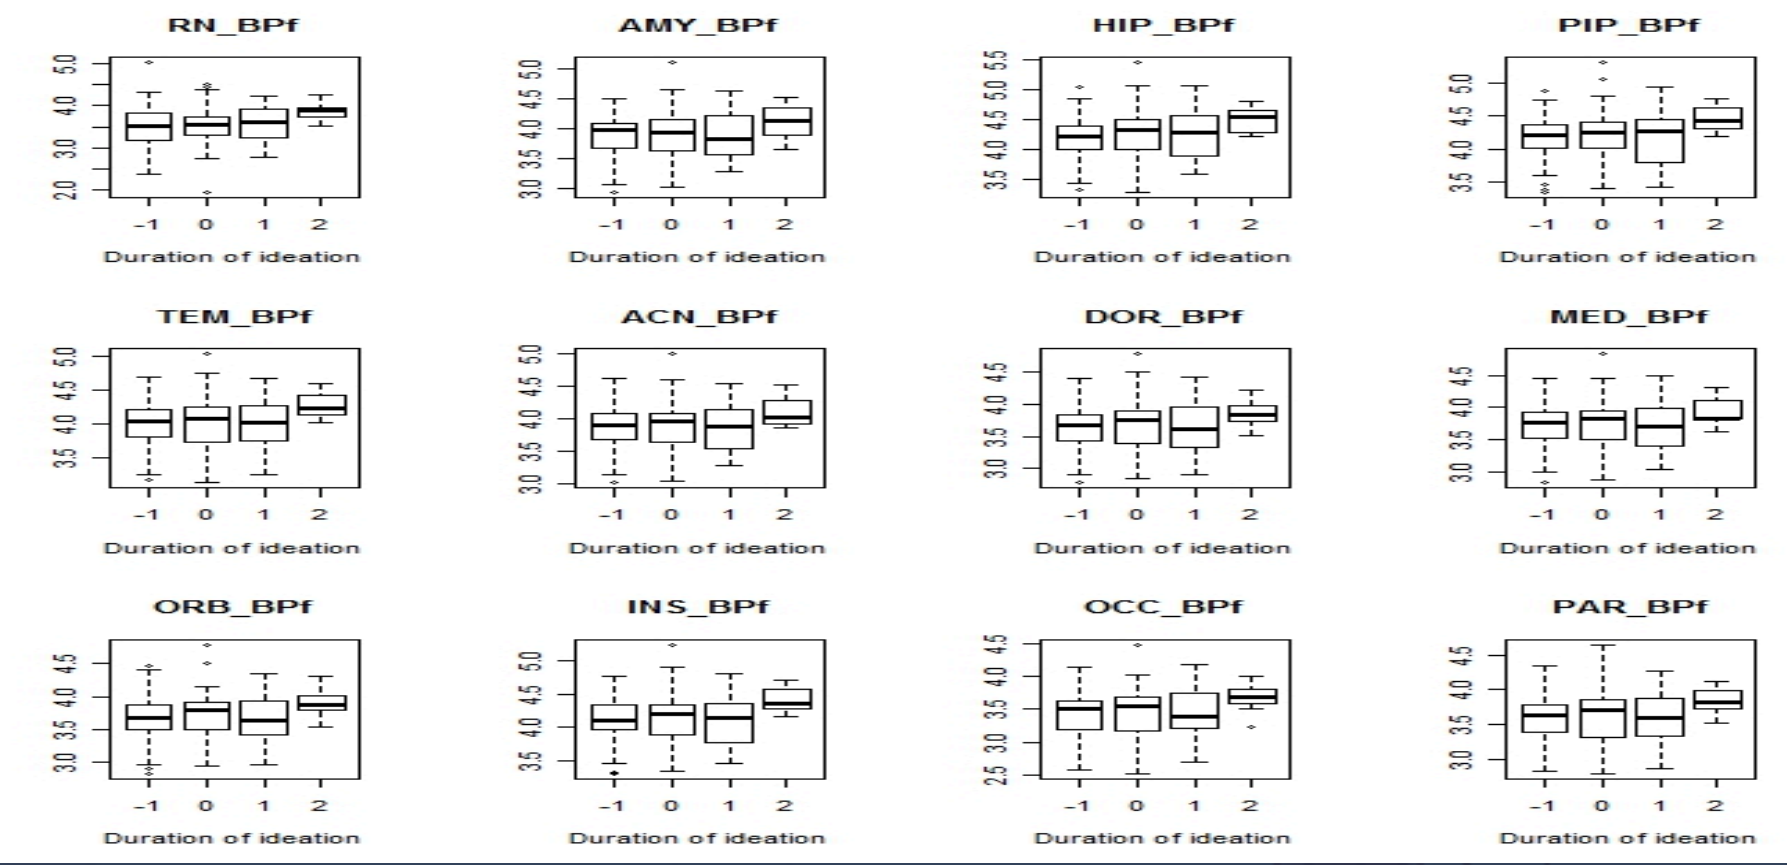 RN_BPf AMY_BPf HIP_BPf PIP_BPf
5.0 4.0 3.0 2.0 5.0 4.5 4.0 3.5 3.0 5.5 5.0 4.5 4.0 3.5 5.0 4.5 4.0 3.5
-1 0 1 2 -1 0 1 2 -1 0 1 2 -1 0 1 2
Duration of ideation Duration of ideation Duration of ideation Duration of ideation
TEM_BPf ACN_BPf DOR_BPf MED_BPf
5.0 4.5 4.0 3.5 5.0 4.5 4.0 3.5 3.0 4.5 4.0 3.5 3.0 4.5 4.0 3.5 3.0
-1 0 1 2 -1 0 1 2 -1 0 1 2 -1 0 1 2
Duration of ideation Duration of ideation Duration of ideation Duration of ideation
ORB_BPf INS_BPf OCC_BPf PAR_BPf
4.5 4.0 3.5 3.0 5.0 4.5 4.0 3.5 4.5 4.0 3.5 3.0 2.5 4.5 4.0 3.5 3.0
-1 0 1 2 -1 0 1 2 -1 0 1 2 -1 0 1 2
Duration of ideation Duration of ideation Duration of ideation Duration of ideation